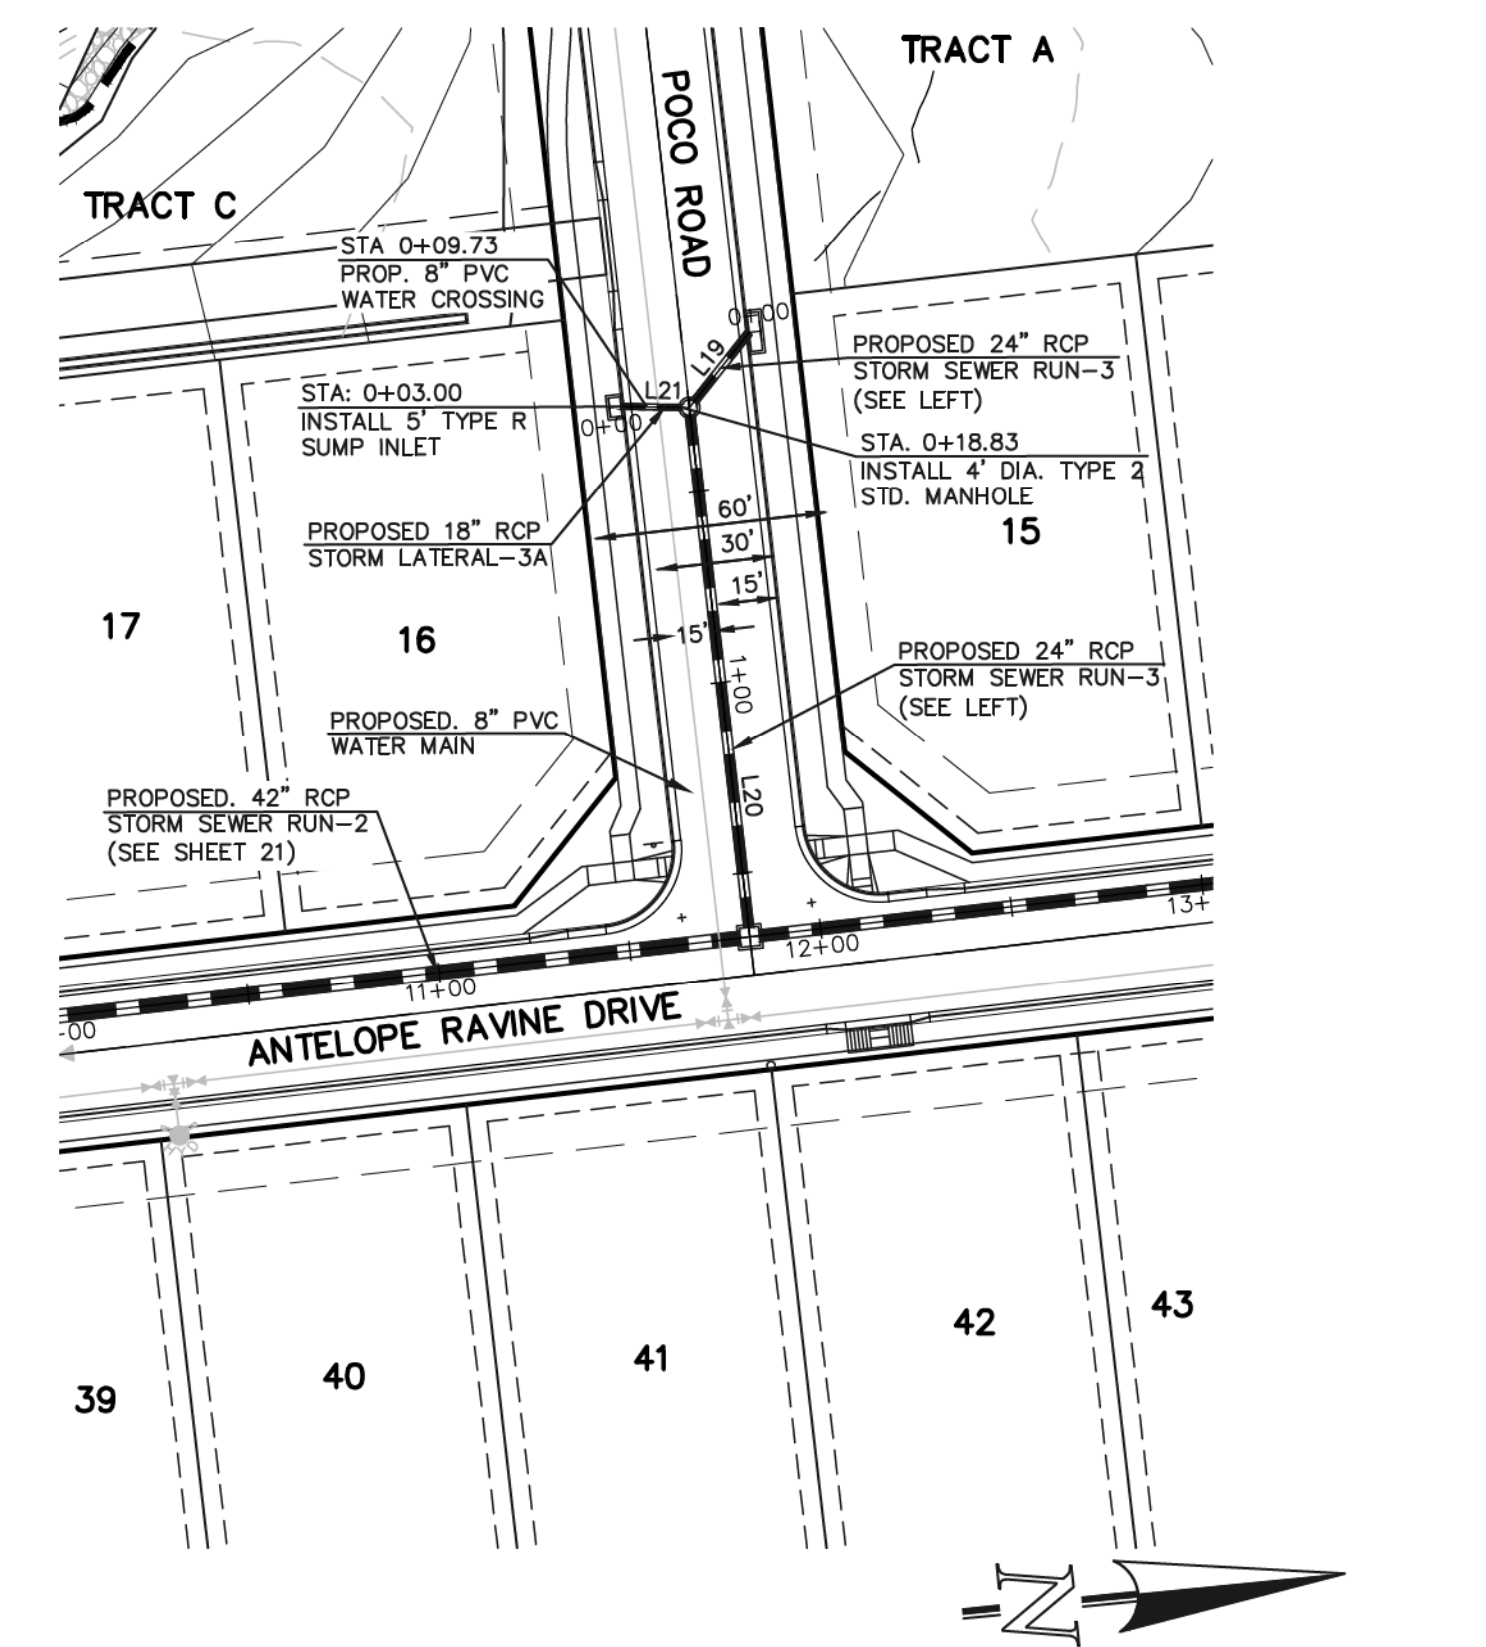 TRACT A
POCO ROAD
TRACT C
STA 0+09.73
PROP. 8" PVC
WATER CROSSING
0+00
L19
PROPOSED 24" RCP
STORM SEWER RUN-3
(SEE LEFT)
L21
STA: 0+03.00
INSTALL 5' TYPE R
SUMP INLET
0+00
STA. 0+18.83
INSTALL 4' DIA. TYPE 2
STD. MANHOLE
60'
PROPOSED 18" RCP
STORM LATERAL-3A
15
30'
15'
15'
17
16
PROPOSED 24" RCP
STORM SEWER RUN-3
(SEE LEFT)
1+00
PROPOSED. 8" PVC
WATER MAIN
L20
PROPOSED. 42" RCP
STORM SEWER RUN-2
(SEE SHEET 21)
13+
12+00
11+00
-00
ANTELOPE RAVINE DRIVE
HYD
43
42
41
40
39
N